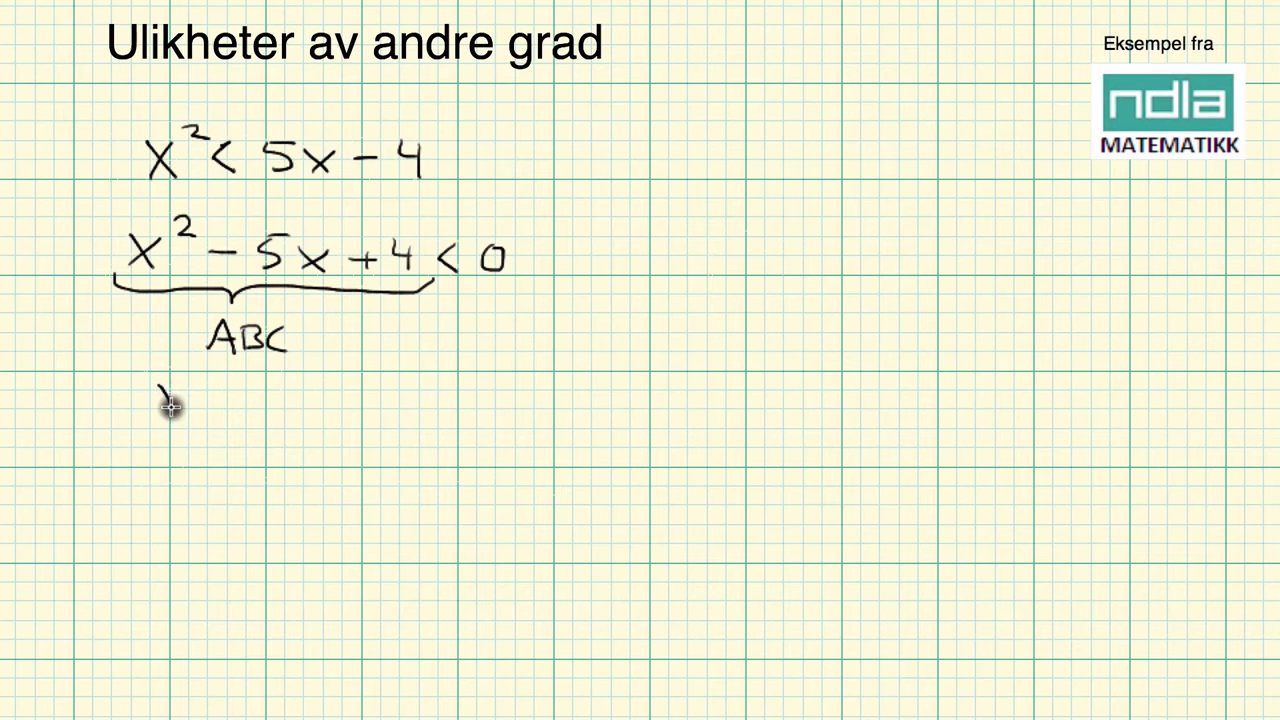 Ulikheter av andre grad
Eksempel fra
ndla
MATEMATIKK
x² < 5x - 4
x² - 5x + 4 < 0
ABC